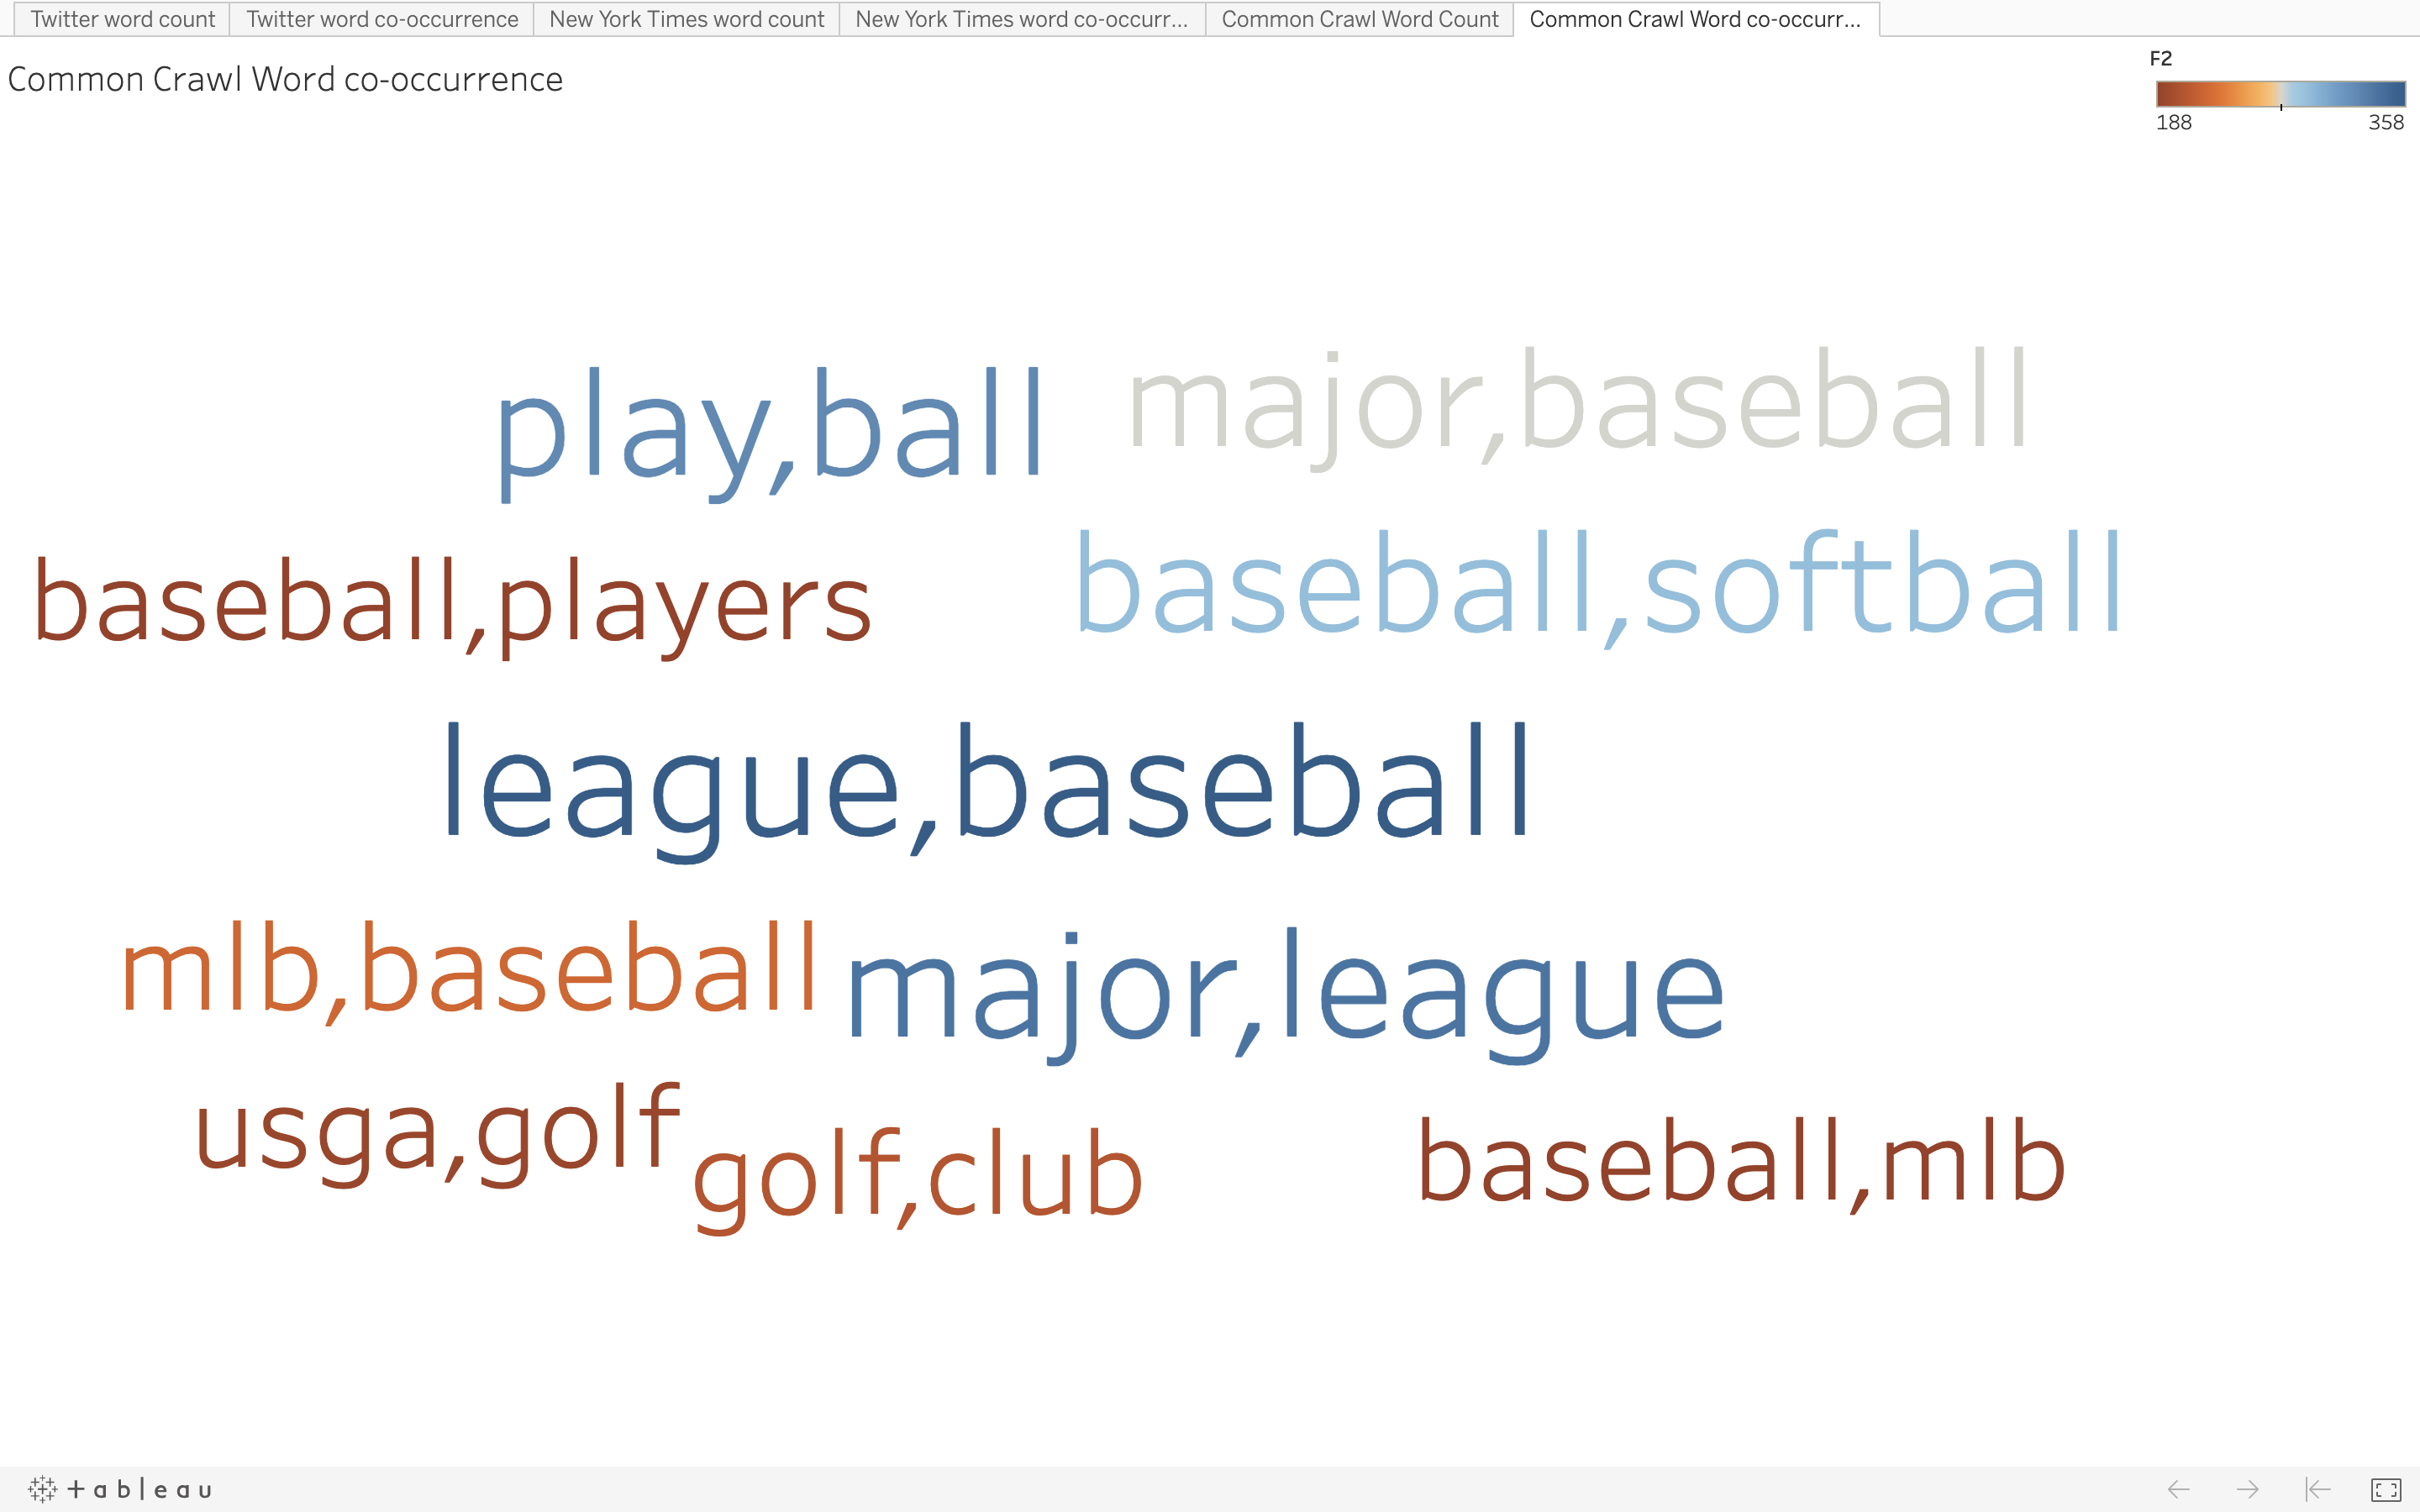 Twitter word count
Twitter word co-occurrence
New York Times word count
New York Times word co-occurr...
Common Crawl Word Count
Common Crawl Word co-occurr...
Common Crawl Word co-occurrence
F2
188 358
play,ball
major,baseball
baseball,players
baseball,softball
league,baseball
mlb,baseball
major,league
usga,golf
golf,club
baseball,mlb
+ableau